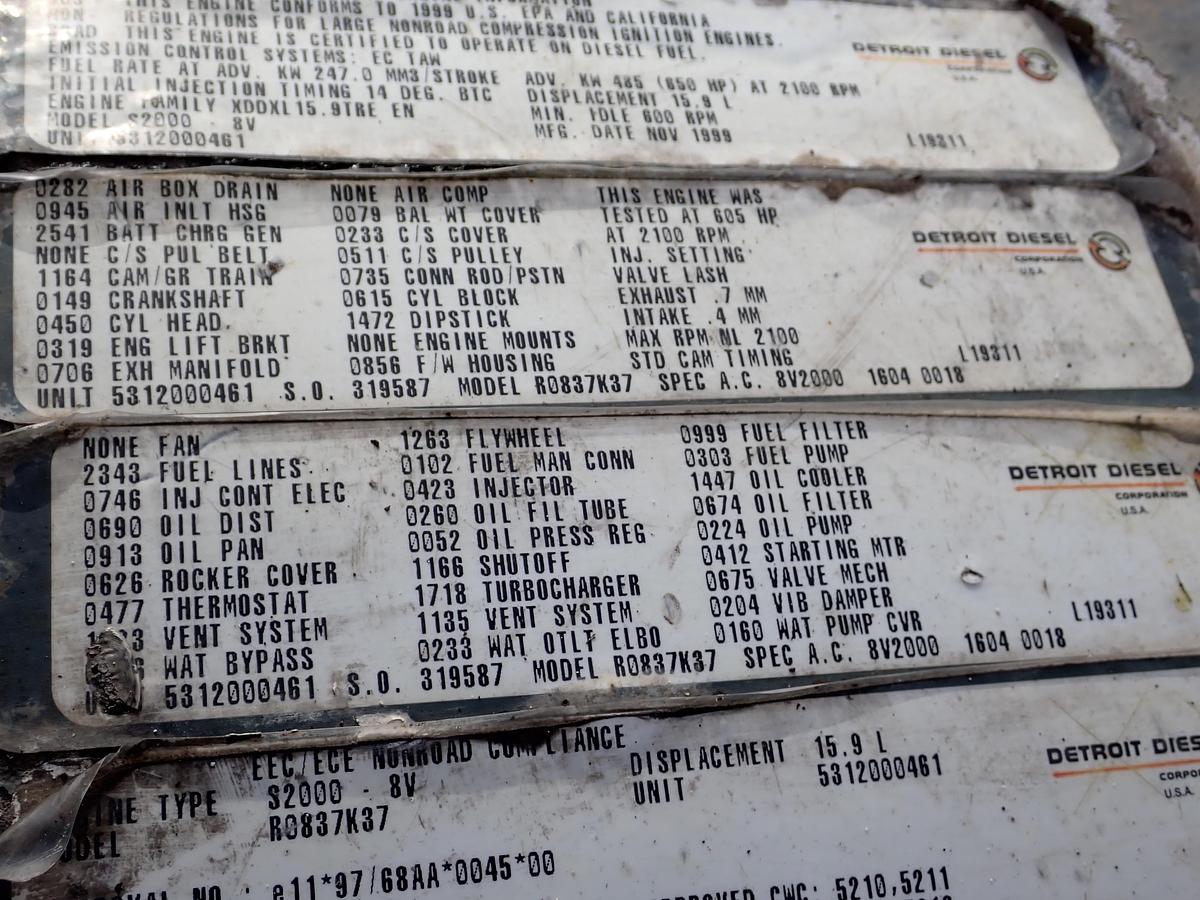 THIS ENGINE CONFORMS TO 1999 U.S. EPA AND CALIFORNIA
REGULATIONS FOR LARGE NONROAD COMPRESSION IGNITION ENGINES.
THIS ENGINE IS CERTIFIED TO OPERATE ON DIESEL FUEL.
EMISSION CONTROL SYSTEMS: EC TAW
FUEL RATE AT ADV. KW 247.0 MM3/STROKE ADV. KW 485 (650 HP) AT 2100 RPM
INITIAL INJECTION TIMING 14 DEG. BTC DISPLACEMENT 15.9 L
ENGINE FAMILY XDDXL15.9TRE EN MIN. IDLE 600 RPM
MODEL S2000 - 8V MFG. DATE NOV 1999
UNIT 5312000461 L19311
DETROIT DIESEL
CORPORATION
U.S.A.
0282 AIR BOX DRAIN NONE AIR COMP THIS ENGINE WAS
0945 AIR INLT HSG 0079 BAL WT COVER TESTED AT 605 HP
2541 BATT CHRG GEN 0233 C/S COVER AT 2100 RPM
NONE C/S PUL BELT 0511 C/S PULLEY INJ. SETTING
1164 CAM/GR TRAIN 0735 CONN ROD/PSTN VALVE LASH
0149 CRANKSHAFT 0615 CYL BLOCK EXHAUST .7 MM
0450 CYL HEAD 1472 DIPSTICK INTAKE .4 MM
0319 ENG LIFT BRKT NONE ENGINE MOUNTS MAX RPM NL 2100
0706 EXH MANIFOLD 0856 F/W HOUSING STD CAM TIMING L19311
UNIT 5312000461 S.O. 319587 MODEL R0837K37 SPEC A.C. 8V2000 1604 0018
DETROIT DIESEL
CORPORATION
U.S.A.
NONE FAN 1263 FLYWHEEL 0999 FUEL FILTER
2343 FUEL LINES 0102 FUEL MAN CONN 0303 FUEL PUMP
0746 INJ CONT ELEC 0423 INJECTOR 1447 OIL COOLER
0690 OIL DIST 0260 OIL FIL TUBE 0674 OIL FILTER
0913 OIL PAN 0052 OIL PRESS REG 0224 OIL PUMP
0626 ROCKER COVER 1166 SHUTOFF 0412 STARTING MTR
0477 THERMOSTAT 1718 TURBOCHARGER 0675 VALVE MECH
VENT SYSTEM 1135 VENT SYSTEM 0204 VIB DAMPER
WAT BYPASS 0233 WAT OTLT ELBO 0160 WAT PUMP CVR L19311
5312000461 S.O. 319587 MODEL R0837K37 SPEC A.C. 8V2000 1604 0018
DETROIT DIESEL
CORPORATION
U.S.A.
EEC/ECE NONROAD COMPLIANCE
TYPE S2000 - 8V DISPLACEMENT 15.9 L
R0837K37 UNIT 5312000461
NO.: e11*97/68AA*0045*00
CWC: 5210,5211
DETROIT
U.S.A.